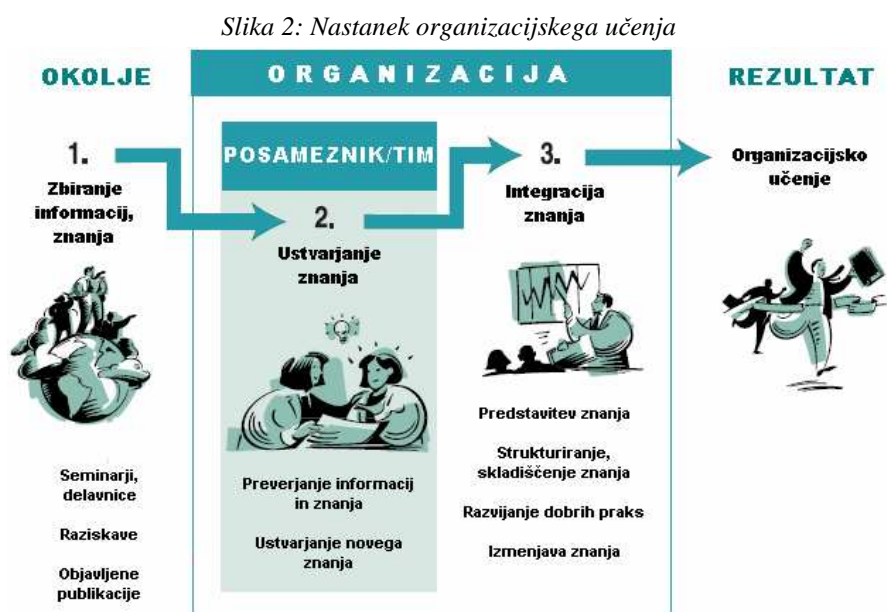 Slika 2: Nastanek organizacijskega učenja
OKOLJE
ORGANIZACIJA
REZULTAT
1.
Zbiranje
informacij,
znanja
POSAMEZNIK/TIM
2.
Ustvarjanje
znanja
3.
Integracija
znanja
Organizacijsko
učenje
Seminarji,
delavnice
Raziskave
Objavljene
publikacije
Preverjanje informacij
in znanja
Ustvarjanje novega
znanja
Predstavitev znanja
Strukturiranje,
skladiščenje znanja
Razvijanje dobrih praks
Izmenjava znanja